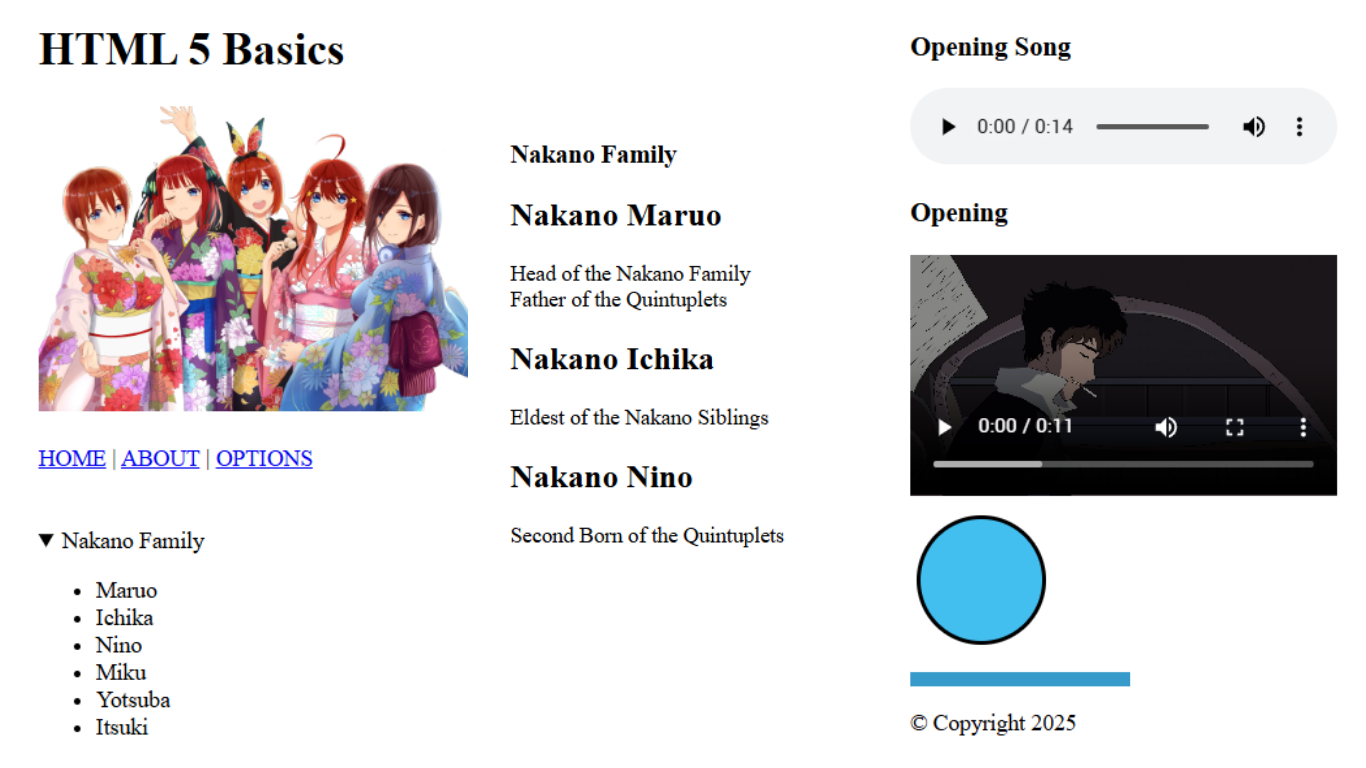 HTML 5 Basics
HOME | ABOUT | OPTIONS
▼ Nakano Family
• Maruo
• Ichika
• Nino
• Miku
• Yotsuba
• Itsuki
Nakano Family
Nakano Maruo
Head of the Nakano Family
Father of the Quintuplets
Nakano Ichika
Eldest of the Nakano Siblings
Nakano Nino
Second Born of the Quintuplets
Opening Song
0:00 / 0:14
Opening
0:00 / 0:11
© Copyright 2025